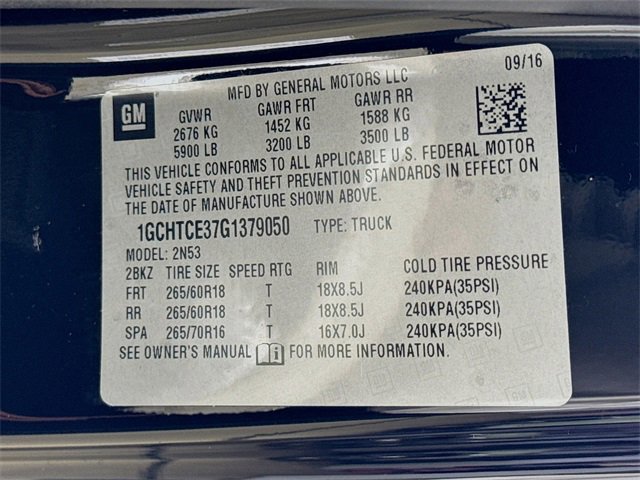 MFD BY GENERAL MOTORS LLC 09/16
GM
GVWR GAWR FRT GAWR RR
2676 KG 1452 KG 1588 KG
5900 LB 3200 LB 3500 LB
THIS VEHICLE CONFORMS TO ALL APPLICABLE U.S. FEDERAL MOTOR
VEHICLE SAFETY AND THEFT PREVENTION STANDARDS IN EFFECT ON
THE DATE OF MANUFACTURE SHOWN ABOVE.
1GCHTCE37G1379050 TYPE: TRUCK
MODEL: 2N53
2BKZ TIRE SIZE SPEED RTG RIM COLD TIRE PRESSURE
FRT 265/60R18 T 18X8.5J 240KPA(35PSI)
RR 265/60R18 T 18X8.5J 240KPA(35PSI)
SPA 265/70R16 T 16X7.0J 240KPA(35PSI)
SEE OWNER'S MANUAL FOR MORE INFORMATION.